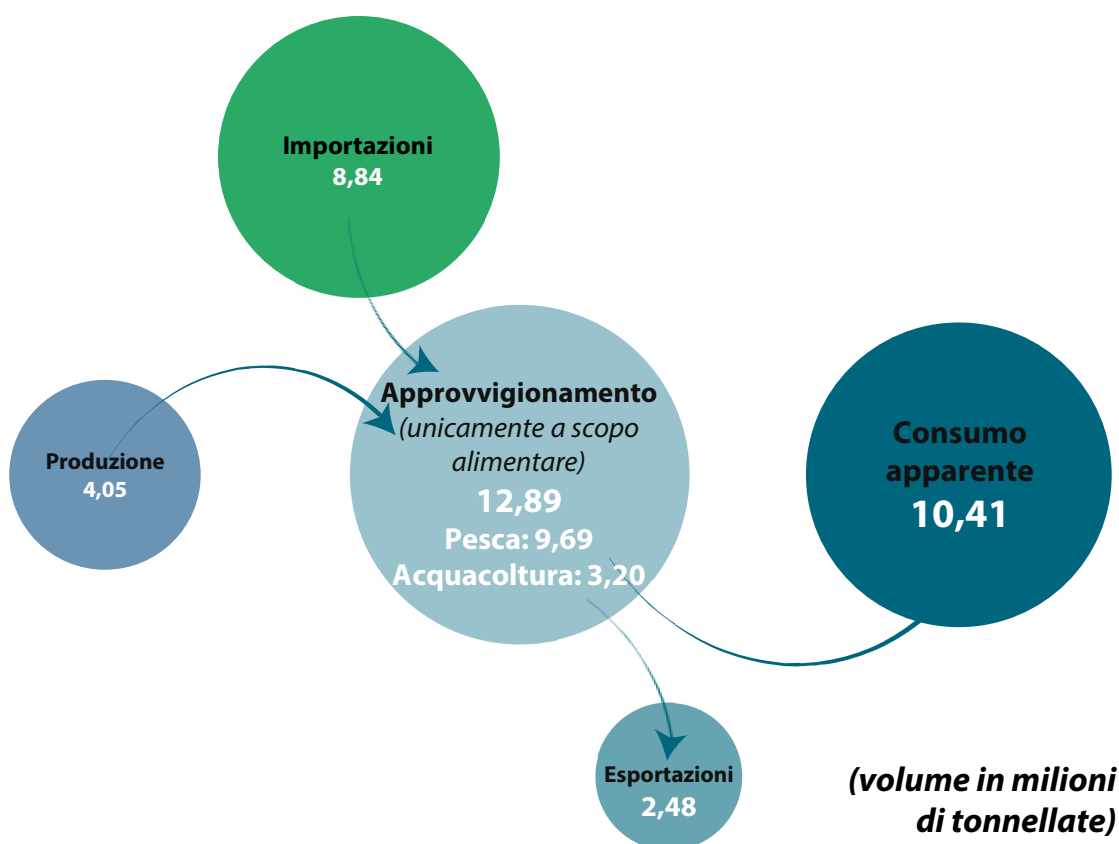 Importazioni
8,84
Produzione
4,05
Approvvigionamento
(unicamente a scopo
alimentare)
12,89
Pesca: 9,69
Acquacoltura: 3,20
Consumo
apparente
10,41
Esportazioni
2,48
(volume in milioni
di tonnellate)